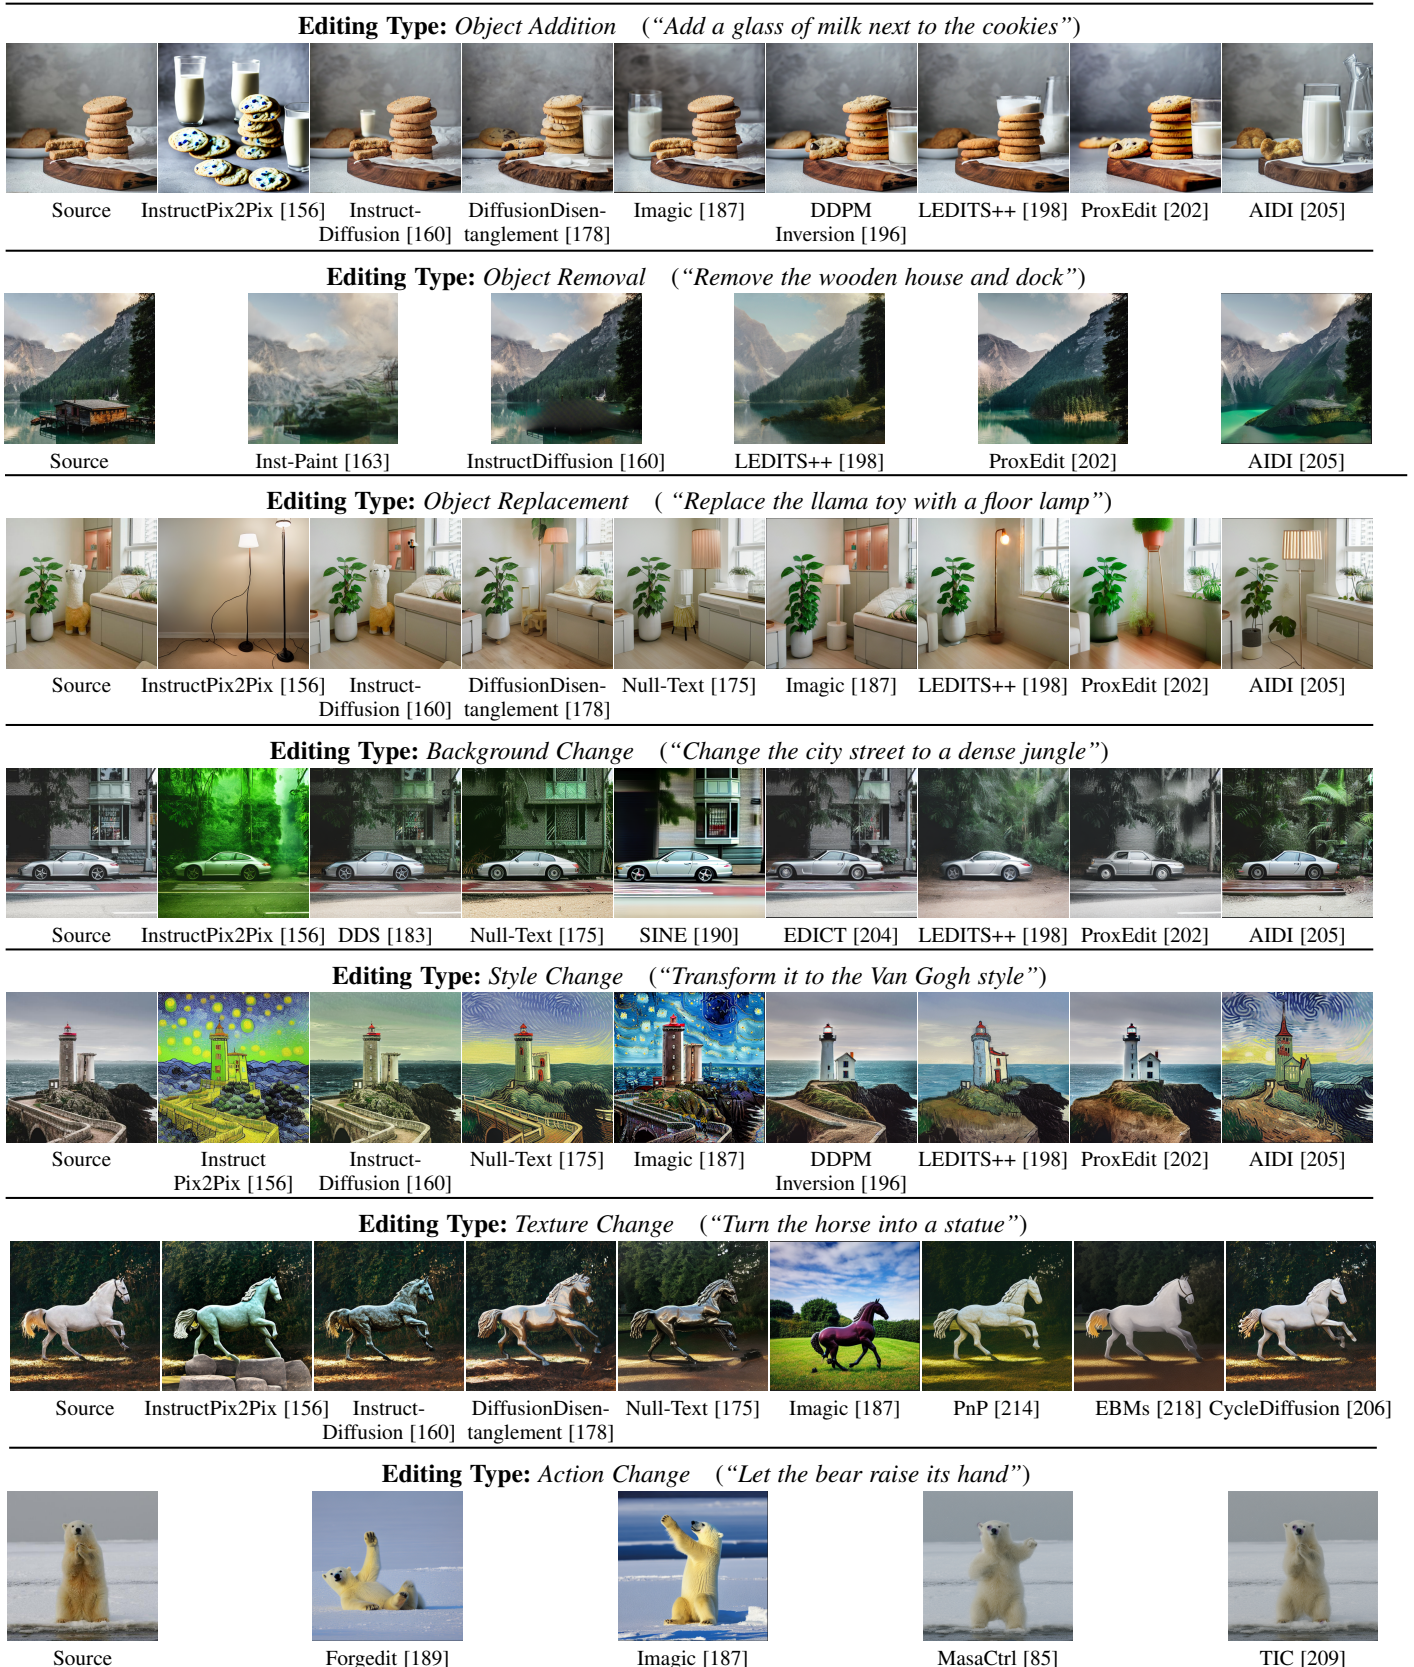 Editing Type: Object Addition (“Add a glass of milk next to the cookies”)
Source InstructPix2Pix [156] Instruct- DiffusionDisen- Imagic [187] DDPM LEDITS++ [198] ProxEdit [202] AIDI [205]
Diffusion [160] tanglement [178] Inversion [196]
Editing Type: Object Removal (“Remove the wooden house and dock”)
Source Inst-Paint [163] InstructDiffusion [160] LEDITS++ [198] ProxEdit [202] AIDI [205]
Editing Type: Object Replacement ( “Replace the llama toy with a floor lamp”)
Source InstructPix2Pix [156] Instruct- DiffusionDisen- Null-Text [175] Imagic [187] LEDITS++ [198] ProxEdit [202] AIDI [205]
Diffusion [160] tanglement [178]
Editing Type: Background Change (“Change the city street to a dense jungle”)
Source InstructPix2Pix [156] DDS [183] Null-Text [175] SINE [190] EDICT [204] LEDITS++ [198] ProxEdit [202] AIDI [205]
Editing Type: Style Change (“Transform it to the Van Gogh style”)
Source Instruct Instruct- Null-Text [175] Imagic [187] DDPM LEDITS++ [198] ProxEdit [202] AIDI [205]
Pix2Pix [156] Diffusion [160] Inversion [196]
Editing Type: Texture Change (“Turn the horse into a statue”)
Source InstructPix2Pix [156] Instruct- DiffusionDisen- Null-Text [175] Imagic [187] PnP [214] EBMs [218] CycleDiffusion [206]
Diffusion [160] tanglement [178]
Editing Type: Action Change (“Let the bear raise its hand”)
Source Forgedit [189] Imagic [187] MasaCtrl [85] TIC [209]